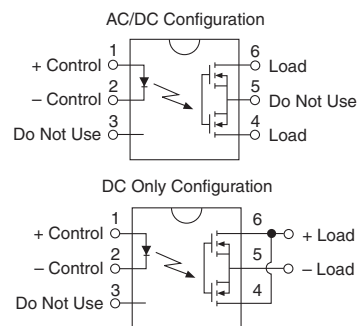 AC/DC Configuration
1 6
+ Control Load
2 5
– Control Do Not Use
3 4
Do Not Use Load
DC Only Configuration
1 6
+ Control + Load
2 5
– Control – Load
3 4
Do Not Use